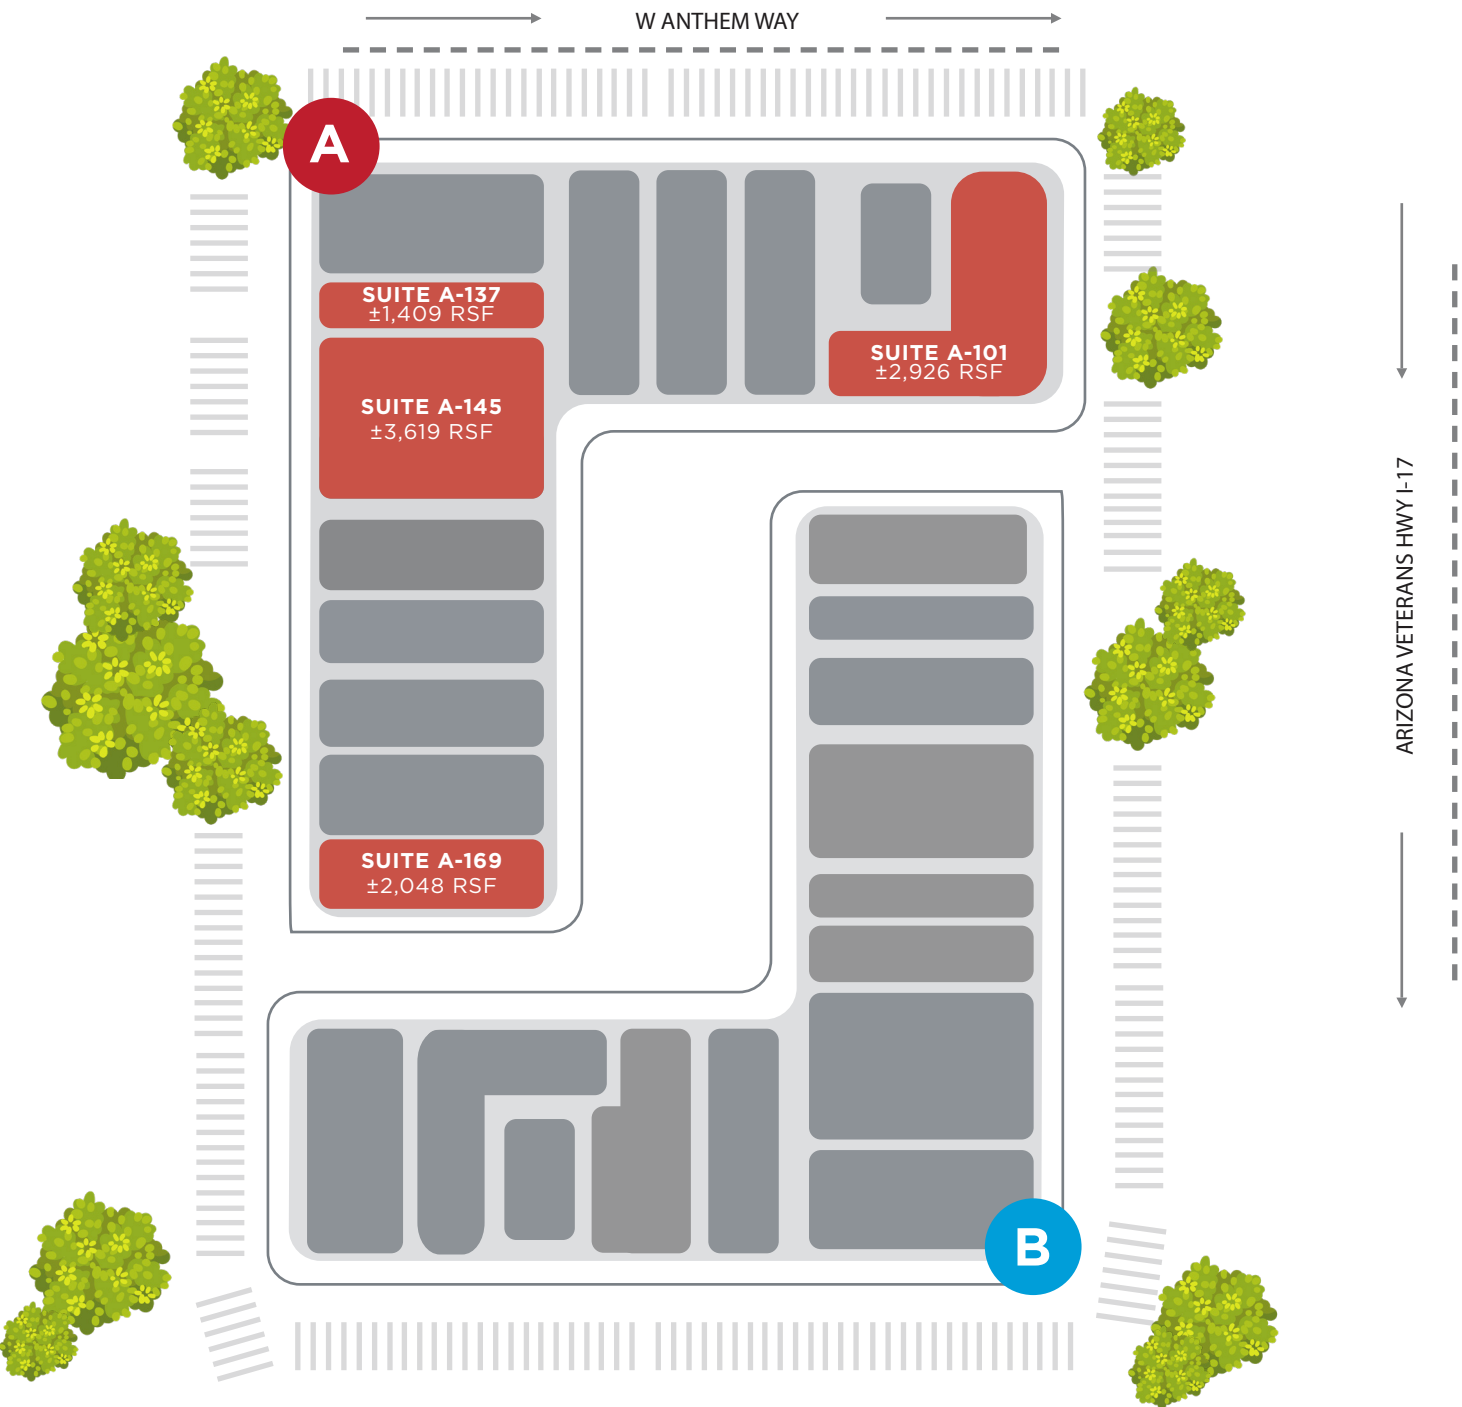 W ANTHEM WAY
A
SUITE A-137
±1,409 RSF
SUITE A-101
±2,926 RSF
SUITE A-145
±3,619 RSF
ARIZONA VETERANS HWY I-17
SUITE A-169
±2,048 RSF
B